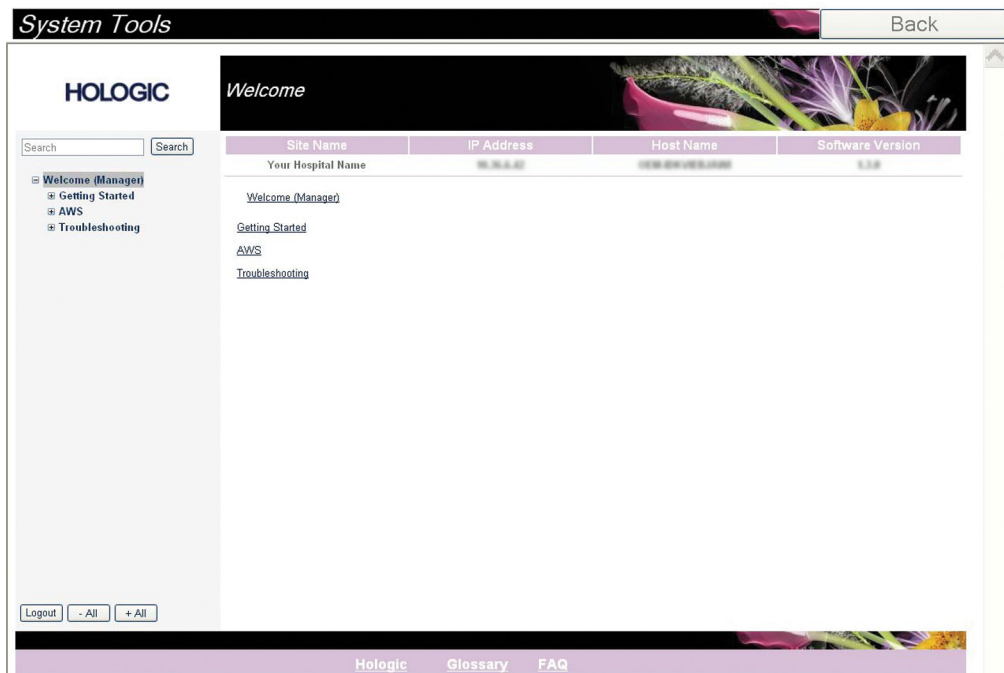 System Tools
Back
HOLOGIC
Welcome
Search
Search
Site Name
IP Address
Host Name
Software Version
Your Hospital Name
Welcome (Manager)
Getting Started
AWS
Troubleshooting
Welcome (Manager)
Getting Started
AWS
Troubleshooting
Logout
- All
+ All
Hologic
Glossary
FAQ